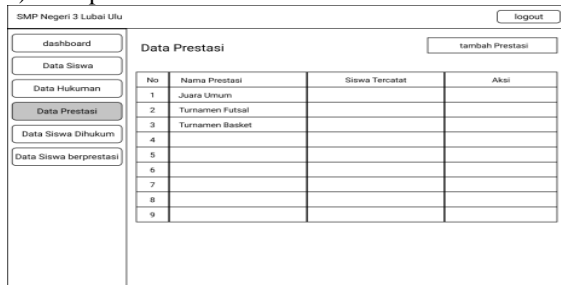 SMP Negeri 3 Lubai Ulu
logout
dashboard
Data Siswa
Data Hukuman
Data Prestasi
Data Siswa Dihukum
Data Siswa berprestasi
Data Prestasi
tambah Prestasi
No Nama Prestasi Siswa Tercatat Aksi
1 Juara Umum
2 Turnamen Futsal
3 Turnamen Basket
4
5
6
7
8
9